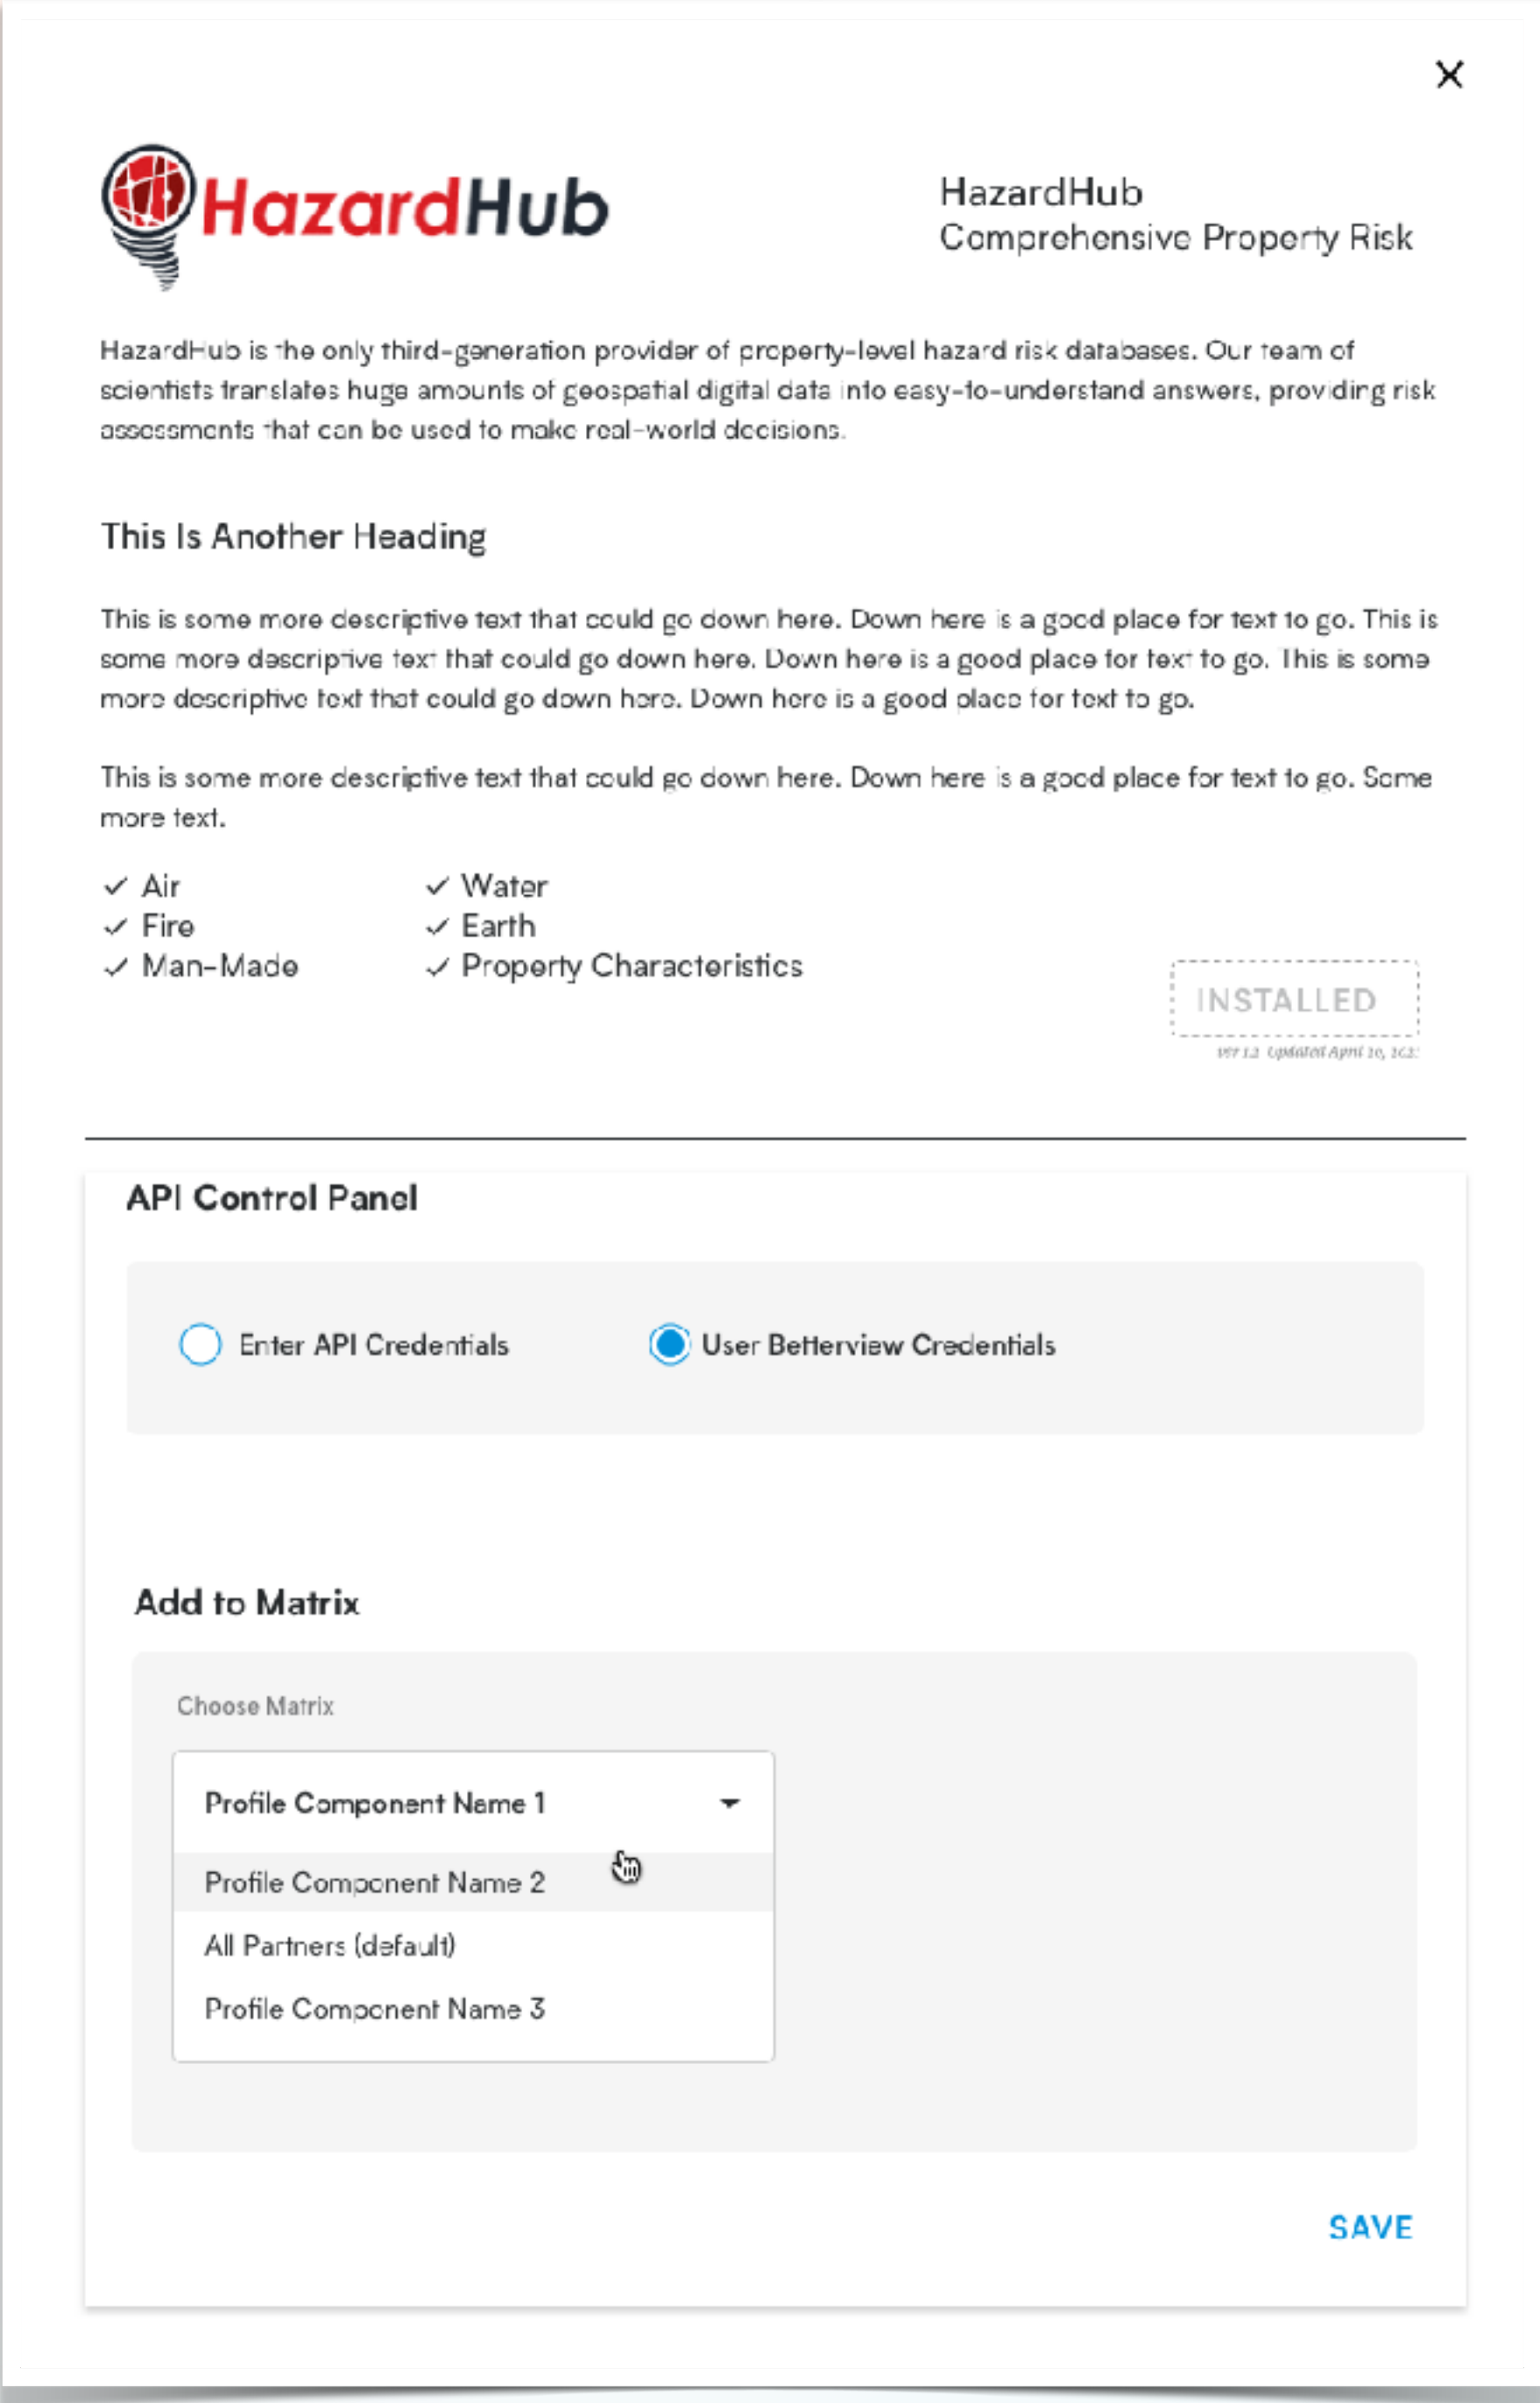 HazardHub
HazardHub
Comprehensive Property Risk
HazardHub is the only third-generation provider of property-level hazard risk databases. Our team of
scientists translates huge amounts of geospatial digital data into easy-to-understand answers, providing risk
assessments that can be used to make real-world decisions.
This Is Another Heading
This is some more descriptive text that could go down here. Down here is a good place for text to go. This is
some more descriptive text that could go down here. Down here is a good place for text to go. This is some
more descriptive text that could go down here. Down here is a good place for text to go.
This is some more descriptive text that could go down here. Down here is a good place for text to go. Some
more text.
Air
Water
Fire
Earth
Man-Made
Property Characteristics
INSTALLED
Updated April
API Control Panel
Enter API Credentials
User Betterview Credentials
Add to Matrix
Choose Matrix
Profile Component Name 1
Profile Component Name 2
All Partners (default)
Profile Component Name 3
SAVE